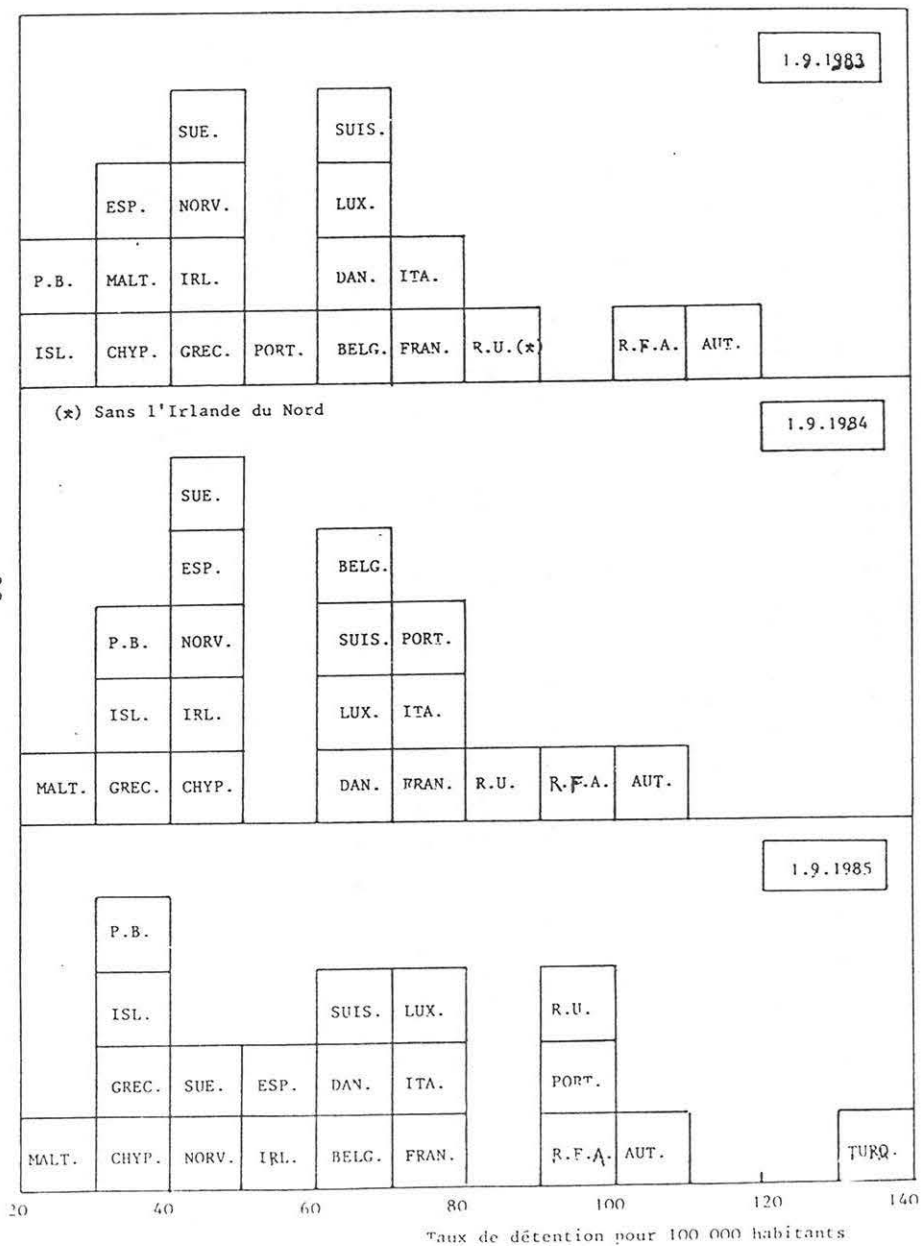 1.9.1983
SUE. SUIS.
ESP. NORV. LUX.
P.B. MALT. IRL. DAN. ITA.
ISL. CHYP. GREC. PORT. BELG. FRAN. R.U.(*) R.F.A. AUT.
(*) Sans l'Irlande du Nord
1.9.1984
SUE.
ESP. BELG.
P.B. NORV. SUIS. PORT.
ISL. IRL. LUX. ITA.
MALT. GREC. CHYP. DAN. FRAN. R.U. R.F.A. AUT.
1.9.1985
P.B.
ISL. SUIS. LUX. R.U.
GREC. SUE. ESP. DAN. ITA. PORT.
MALT. CHYP. NORV. IRL. BELG. FRAN. R.F.A. AUT. TURQ.
20 40 60 80 100 120 140
Taux de détention pour 100 000 habitants